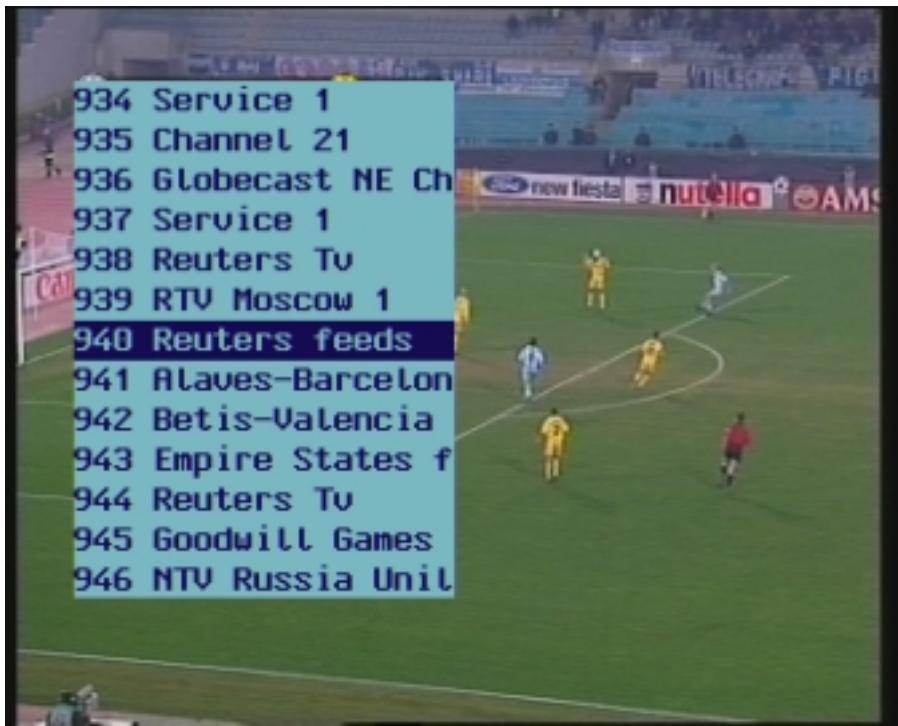 934 Service 1
935 Channel 21
936 Globecast NE Ch
937 Service 1
938 Reuters Tv
939 RTV Moscow 1
940 Reuters feeds
941 Alaves-Barcelon
942 Betis-Valencia
943 Empire States f
944 Reuters Tv
945 Goodwill Games
946 NTV Russia Unil
Ford new fiesta nutella AMS
Can